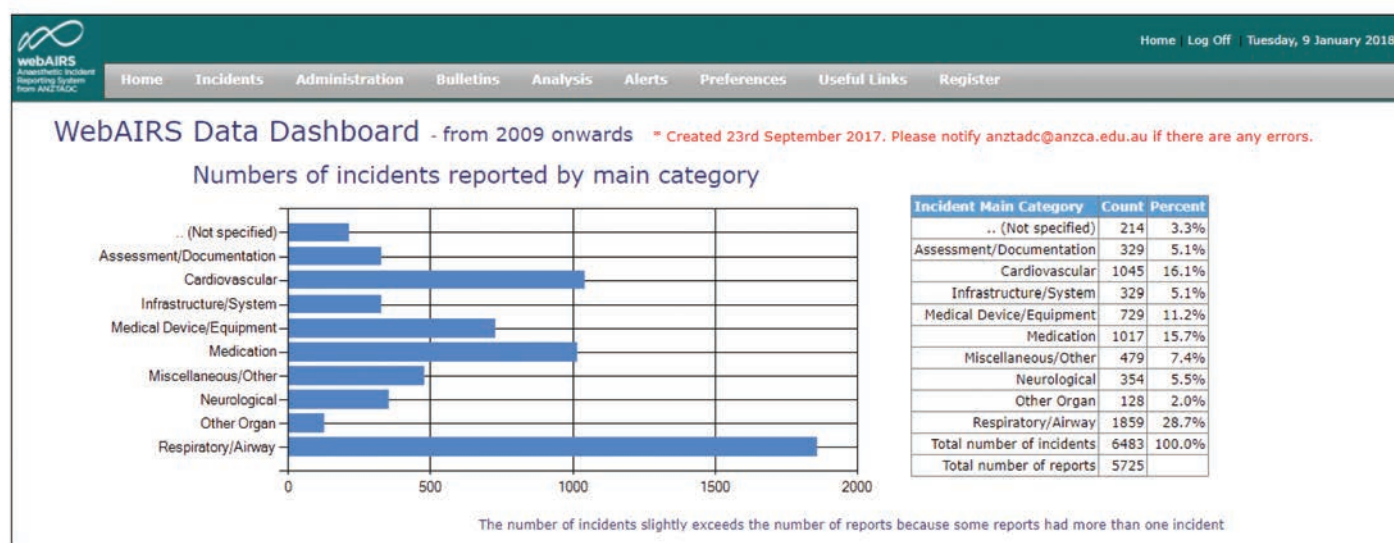 webAIRS
Anaesthetic Incident
Reporting System
from ANZTADC
Home | Log Off | Tuesday, 9 January 2018
Home Incidents Administration Bulletins Analysis Alerts Preferences Useful Links Register
WebAIRS Data Dashboard - from 2009 onwards * Created 23rd September 2017. Please notify anztadc@anzca.edu.au if there are any errors.
Numbers of incidents reported by main category
.. (Not specified)
Assessment/Documentation
Cardiovascular
Infrastructure/System
Medical Device/Equipment
Medication
Miscellaneous/Other
Neurological
Other Organ
Respiratory/Airway
0 500 1000 1500 2000
Incident Main Category Count Percent
.. (Not specified) 214 3.3%
Assessment/Documentation 329 5.1%
Cardiovascular 1045 16.1%
Infrastructure/System 329 5.1%
Medical Device/Equipment 729 11.2%
Medication 1017 15.7%
Miscellaneous/Other 479 7.4%
Neurological 354 5.5%
Other Organ 128 2.0%
Respiratory/Airway 1859 28.7%
Total number of incidents 6483 100.0%
Total number of reports 5725
The number of incidents slightly exceeds the number of reports because some reports had more than one incident